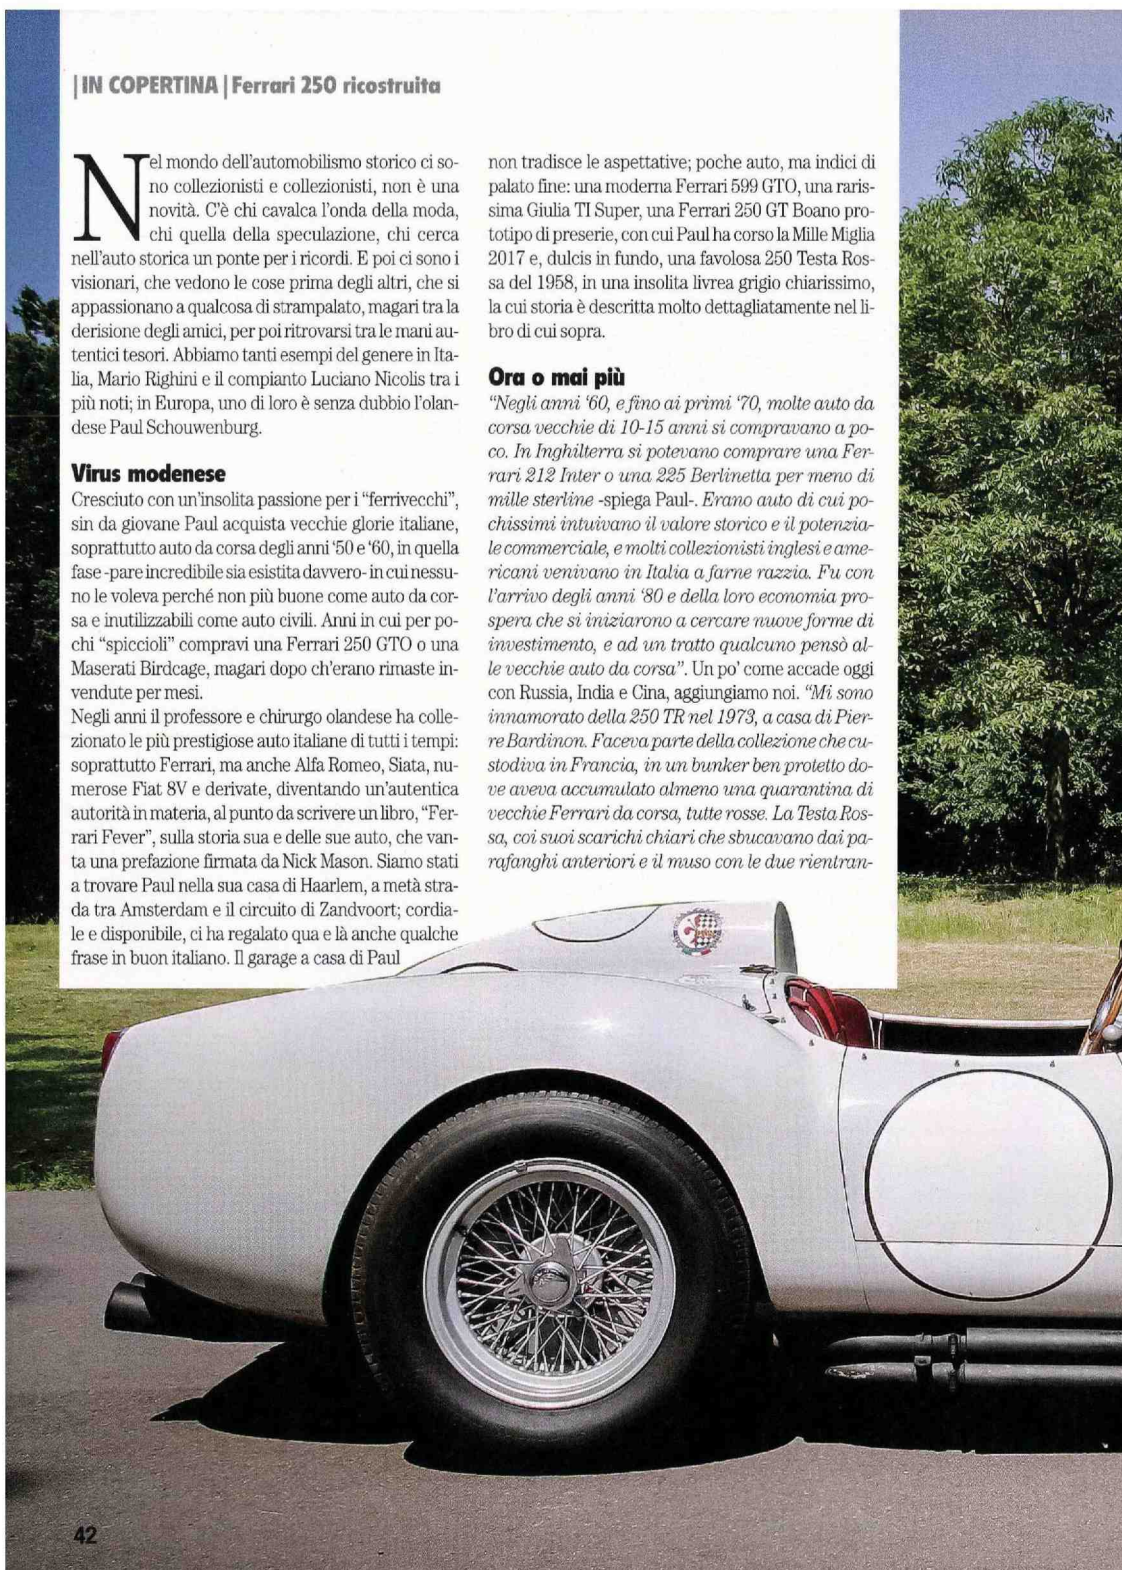 | IN COPERTINA | Ferrari 250 ricostruita
Nel mondo dell'automobilismo storico ci so-
no collezionisti e collezionisti, non è una
novità. C'è chi cavalca l'onda della moda,
chi quella della speculazione, chi cerca
nell'auto storica un ponte per i ricordi. E poi ci sono i
visionari, che vedono le cose prima degli altri, che si
appassionano a qualcosa di strampalato, magari tra la
derisione degli amici, per poi ritrovarsi tra le mani au-
tentici tesori. Abbiamo tanti esempi del genere in Ita-
lia, Mario Righini e il compianto Luciano Nicolis tra i
più noti; in Europa, uno di loro è senza dubbio l'olan-
dese Paul Schouwenburg.
Virus modenese
Cresciuto con un'insolita passione per i "ferrivecchi",
sin da giovane Paul acquista vecchie glorie italiane,
soprattutto auto da corsa degli anni '50 e '60, in quella
fase -pare incredibile sia esistita davvero- in cui nessu-
no le voleva perché non più buone come auto da cor-
sa e inutilizzabili come auto civili. Anni in cui per po-
chi "spiccioli" compravi una Ferrari 250 GTO o una
Maserati Birdcage, magari dopo ch'erano rimaste in-
vendute per mesi.
Negli anni il professore e chirurgo olandese ha colle-
zionato le più prestigiose auto italiane di tutti i tempi:
soprattutto Ferrari, ma anche Alfa Romeo, Siata, nu-
merose Fiat 8V e derivate, diventando un'autentica
autorità in materia, al punto da scrivere un libro, "Fer-
rari Fever", sulla storia sua e delle sue auto, che van-
ta una prefazione firmata da Nick Mason. Siamo stati
a trovare Paul nella sua casa di Haarlem, a metà stra-
da tra Amsterdam e il circuito di Zandvoort; cordia-
le e disponibile, ci ha regalato qua e là anche qualche
frase in buon italiano. Il garage a casa di Paul
non tradisce le aspettative; poche auto, ma indici di
palato fine: una moderna Ferrari 599 GTO, una raris-
sima Giulia TI Super, una Ferrari 250 GT Boano pro-
totipo di preserie, con cui Paul ha corso la Mille Miglia
2017 e, dulcis in fundo, una favolosa 250 Testa Ros-
sa del 1958, in una insolita livrea grigio chiarissimo,
la cui storia è descritta molto dettagliatamente nel li-
bro di cui sopra.
Ora o mai più
"Negli anni '60, e fino ai primi '70, molte auto da
corsa vecchie di 10-15 anni si compravano a po-
co. In Inghilterra si potevano comprare una Fer-
rari 212 Inter o una 225 Berlinetta per meno di
mille sterline -spiega Paul-. Erano auto di cui po-
chissimi intuivano il valore storico e il potenzia-
le commerciale, e molti collezionisti inglesi e ame-
ricani venivano in Italia a farne razzia. Fu con
l'arrivo degli anni '80 e della loro economia pro-
spera che si iniziarono a cercare nuove forme di
investimento, e ad un tratto qualcuno pensò al-
le vecchie auto da corsa". Un po' come accade oggi
con Russia, India e Cina, aggiungiamo noi. "Mi sono
innamorato della 250 TR nel 1973, a casa di Pier-
re Bardinon. Faceva parte della collezione che cu-
stodiva in Francia, in un bunker ben protetto do-
ve aveva accumulato almeno una quarantina di
vecchie Ferrari da corsa, tutte rosse. La Testa Ros-
sa, coi suoi scarichi chiari che sbucavano dai pa-
rafanghi anteriori e il muso con le due rientran-
42